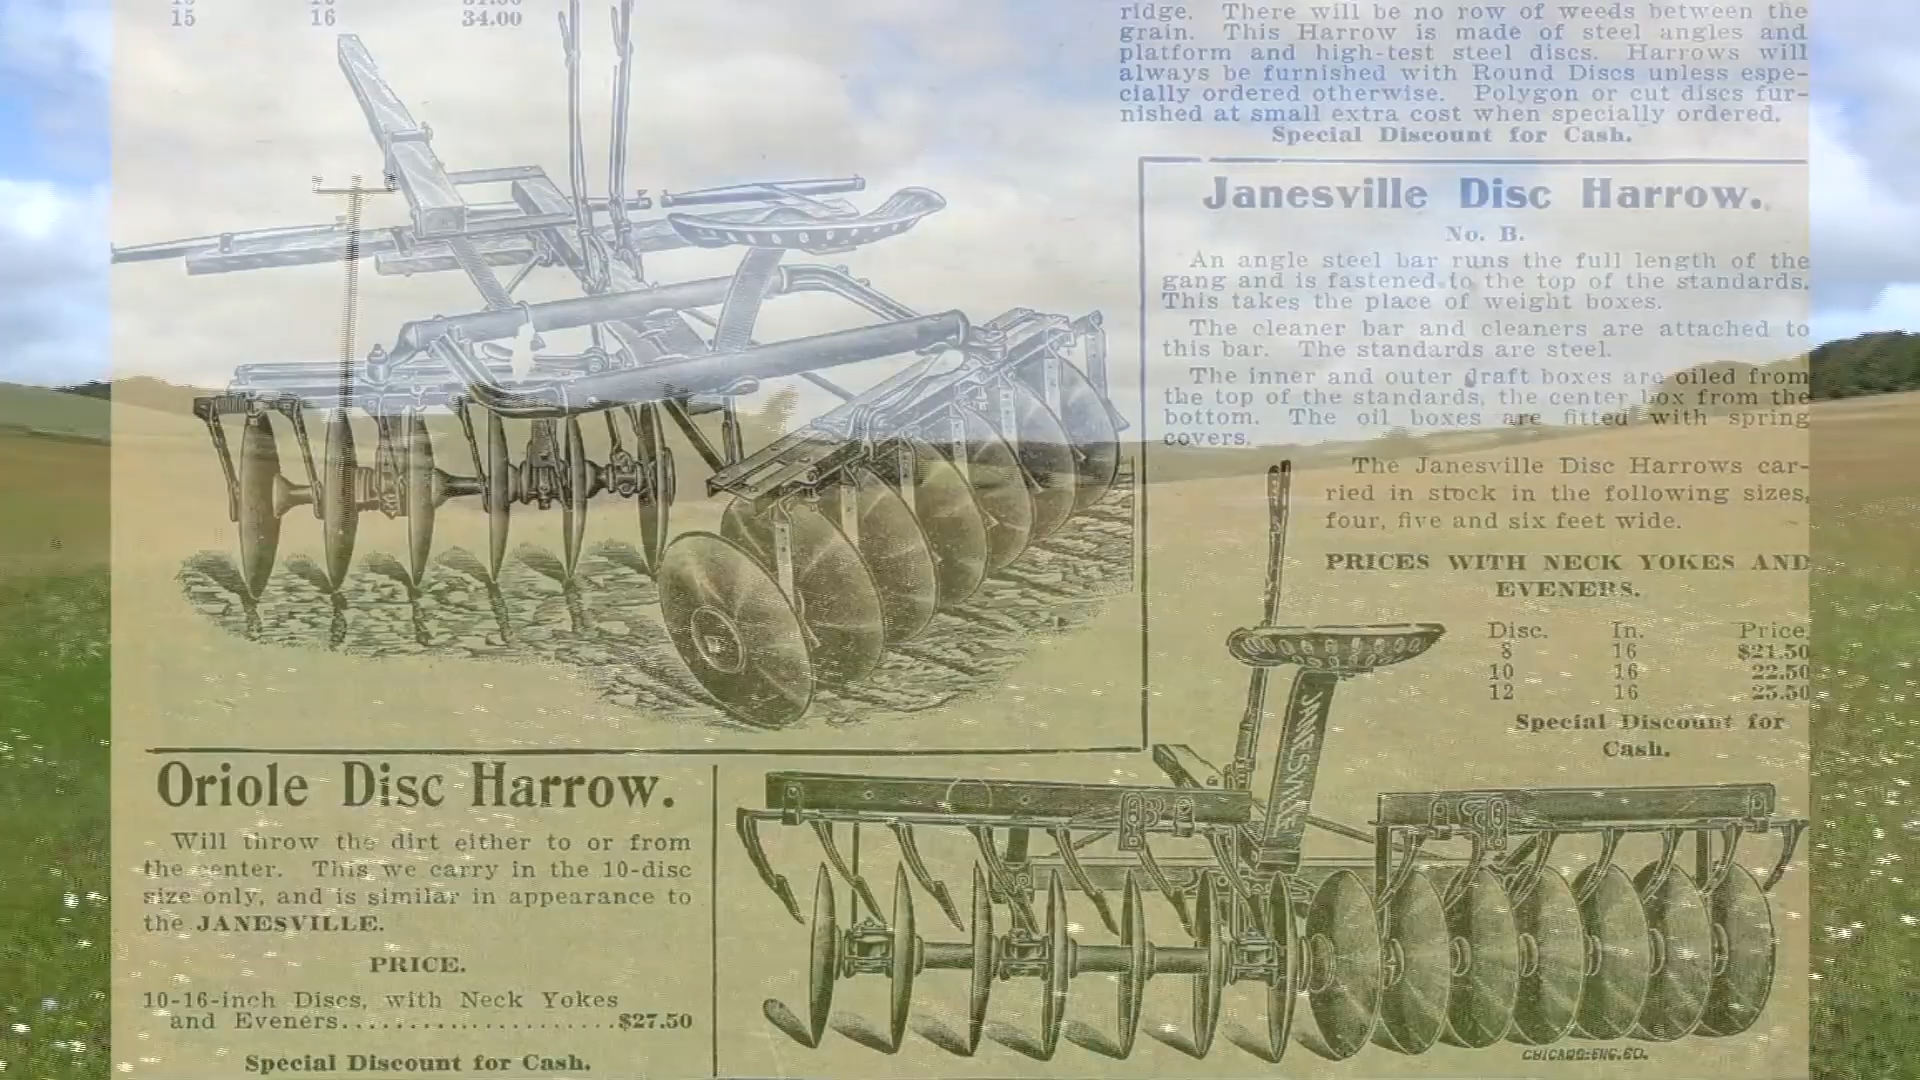 15 16 34.00
ridge. There will be no row of weeds between the
grain. This Harrow is made of steel angles and
platform and high-test steel discs. Harrows will
always be furnished with Round Discs unless espe-
cially ordered otherwise. Polygon or cut discs fur-
nished at small extra cost when specially ordered.
Special Discount for Cash.
Janesville Disc Harrow.
No. B.
An angle steel bar runs the full length of the
gang and is fastened to the top of the standards.
This takes the place of weight boxes.
The cleaner bar and cleaners are attached to
this bar. The standards are steel.
The inner and outer draft boxes are oiled from
the top of the standards, the center box from the
bottom. The oil boxes are fitted with spring
covers.
The Janesville Disc Harrows car-
ried in stock in the following sizes,
four, five and six feet wide.
PRICES WITH NECK YOKES AND
EVENERS.
Disc. In. Price.
8 16 $21.50
10 16 22.50
12 16 25.50
Special Discount for
Cash.
JANESVILLE
Oriole Disc Harrow.
Will throw the dirt either to or from
the center. This we carry in the 10-disc
size only, and is similar in appearance to
the JANESVILLE.
PRICE.
10-16-inch Discs, with Neck Yokes
and Eveners.....................$27.50
Special Discount for Cash.
CHICAGO.ENG.CO.